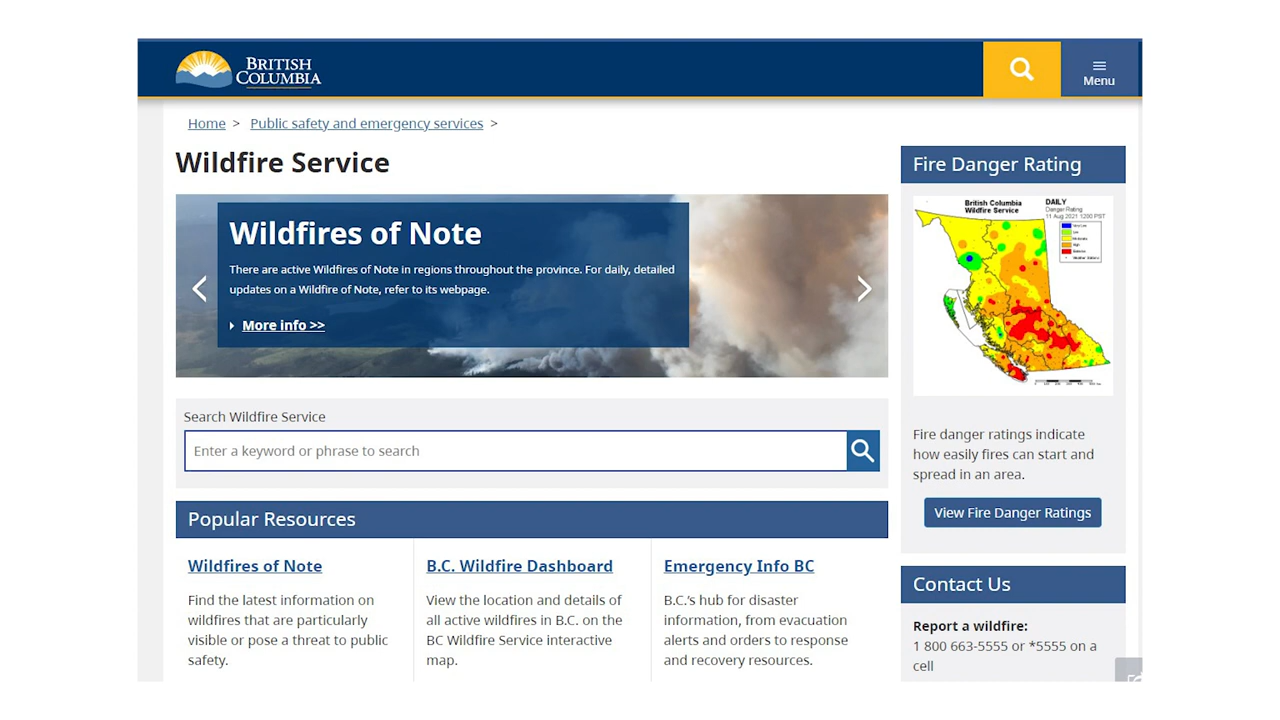 BRITISH
COLUMBIA
Menu
Home > Public safety and emergency services >
Wildfire Service
Wildfires of Note
There are active Wildfires of Note in regions throughout the province. For daily, detailed
updates on a Wildfire of Note, refer to its webpage.
More info >>
Search Wildfire Service
Enter a keyword or phrase to search
Popular Resources
Wildfires of Note
Find the latest information on
wildfires that are particularly
visible or pose a threat to public
safety.
B.C. Wildfire Dashboard
View the location and details of
all active wildfires in B.C. on the
BC Wildfire Service interactive
map.
Emergency Info BC
B.C.’s hub for disaster
information, from evacuation
alerts and orders to response
and recovery resources.
Fire Danger Rating
British Columbia
Wildfire Service
DAILY
Danger Rating
11 Aug 2021 1200 PST
Fire danger ratings indicate
how easily fires can start and
spread in an area.
View Fire Danger Ratings
Contact Us
Report a wildfire:
1 800 663-5555 or *5555 on a
cell